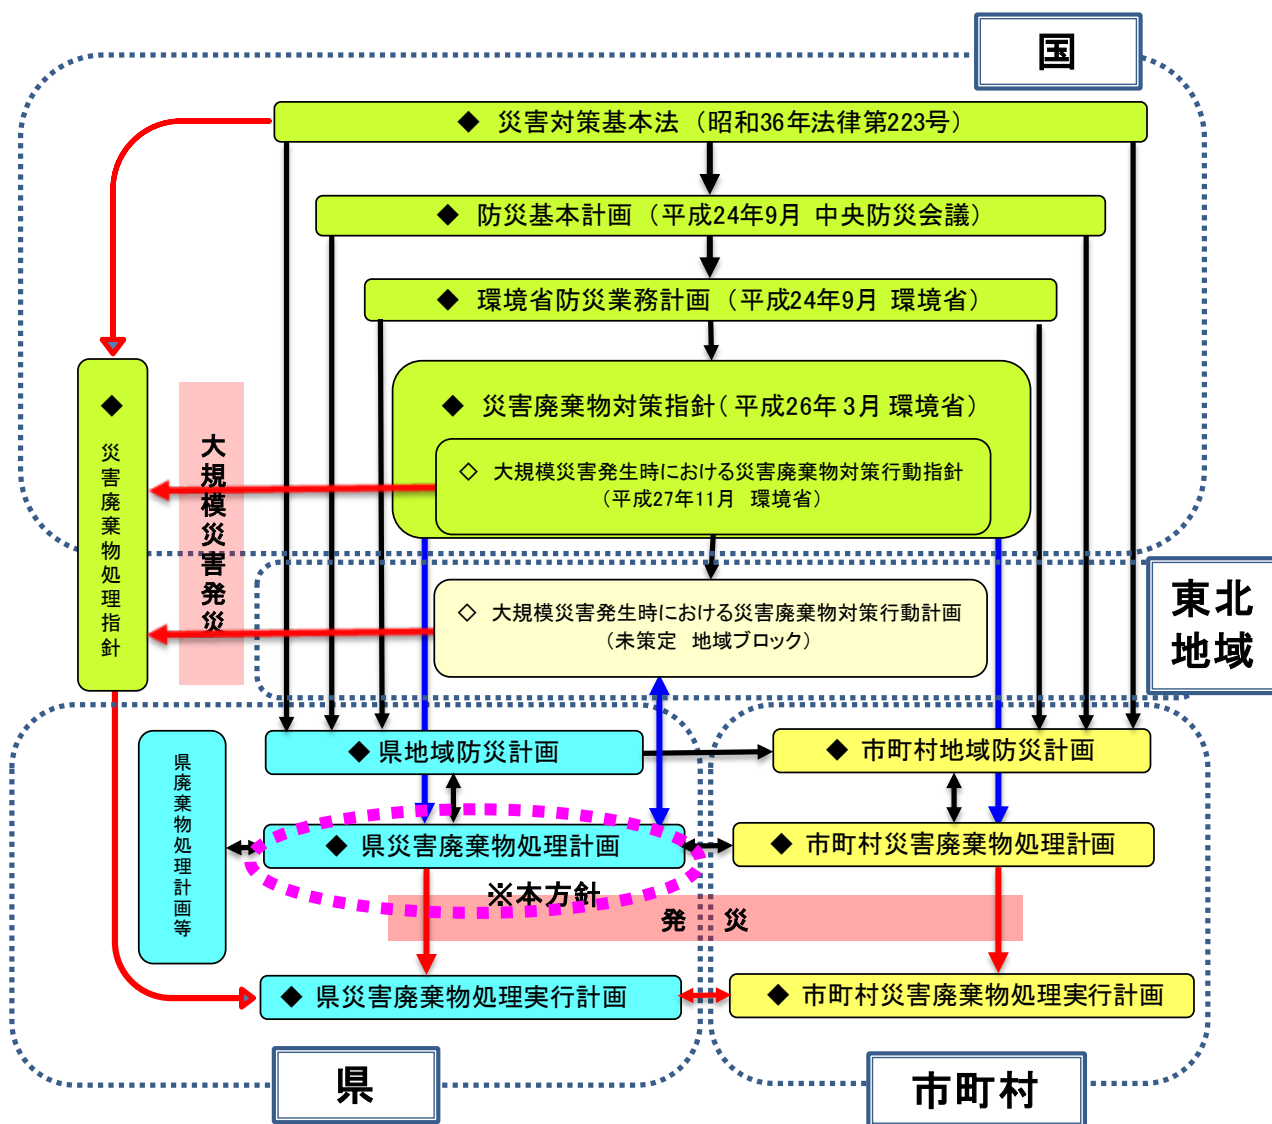 国
◆ 災害対策基本法 (昭和36年法律第223号)
◆ 防災基本計画 (平成24年9月 中央防災会議)
◆ 環境省防災業務計画 (平成24年9月 環境省)
◆ 災害廃棄物対策指針(平成26年3月 環境省)
◇ 大規模災害発生時における災害廃棄物対策行動指針
(平成27年11月 環境省)
◆ 災害廃棄物処理指針
大規模災害発災
東北
地域
◇ 大規模災害発生時における災害廃棄物対策行動計画
(未策定 地域ブロック)
◆ 県地域防災計画
◆ 市町村地域防災計画
県廃棄物処理計画等
◆ 県災害廃棄物処理計画
◆ 市町村災害廃棄物処理計画
※本方針
発 災
◆ 県災害廃棄物処理実行計画
◆ 市町村災害廃棄物処理実行計画
県
市町村